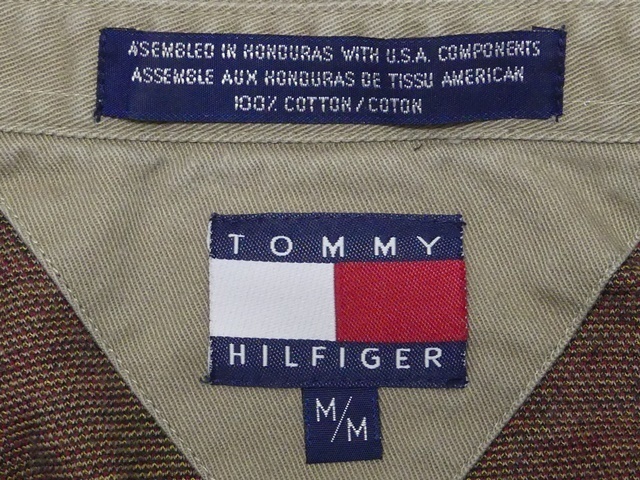 ASEMBLED IN HONDURAS WITH U.S.A. COMPONENTS
ASSEMBLE AUX HONDURAS DE TISSU AMERICAN
100% COTTON/COTON
TOMMY
HILFIGER
M/M